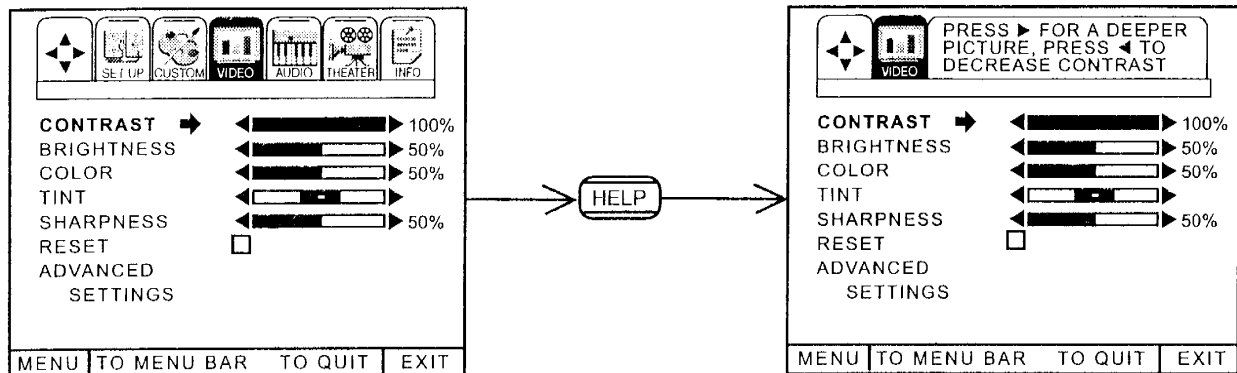 SET UP CUSTOM VIDEO AUDIO THEATER INFO
CONTRAST 100%
BRIGHTNESS 50%
COLOR 50%
TINT
SHARPNESS 50%
RESET
ADVANCED
SETTINGS
MENU TO MENU BAR TO QUIT EXIT
HELP
VIDEO
PRESS ▶ FOR A DEEPER
PICTURE, PRESS ◀ TO
DECREASE CONTRAST
CONTRAST 100%
BRIGHTNESS 50%
COLOR 50%
TINT
SHARPNESS 50%
RESET
ADVANCED
SETTINGS
MENU TO MENU BAR TO QUIT EXIT